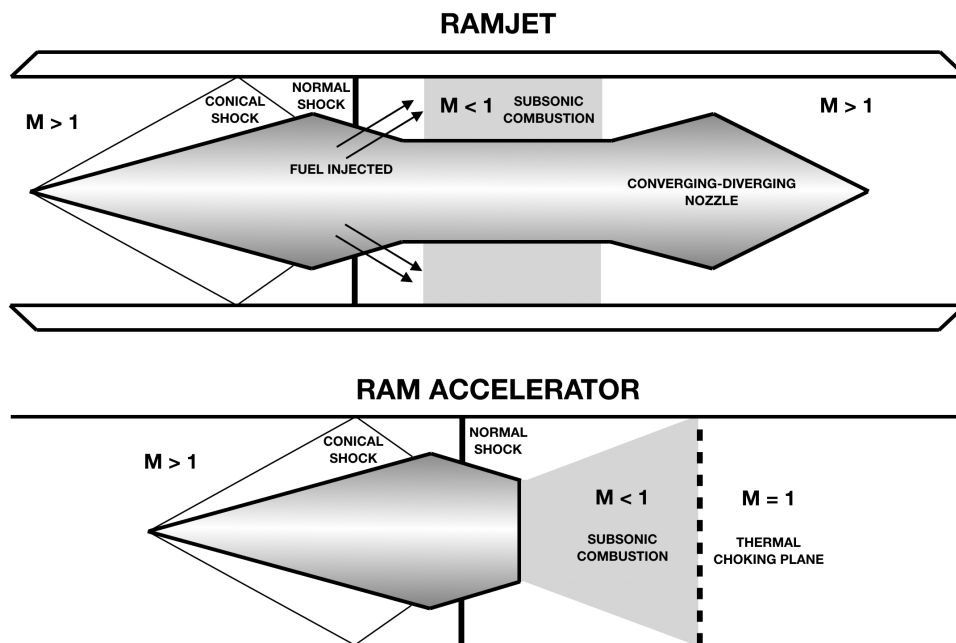 RAMJET
M > 1
CONICAL
SHOCK
NORMAL
SHOCK
M < 1
SUBSONIC
COMBUSTION
M > 1
FUEL INJECTED
CONVERGING-DIVERGING
NOZZLE
RAM ACCELERATOR
M > 1
CONICAL
SHOCK
NORMAL
SHOCK
M < 1
SUBSONIC
COMBUSTION
M = 1
THERMAL
CHOKING PLANE